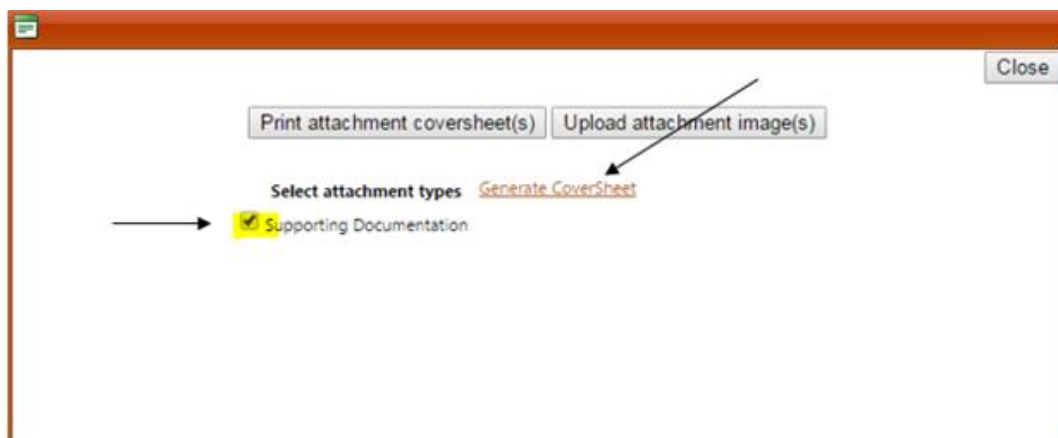 Close
Print attachment coversheet(s) Upload attachment image(s)
Select attachment types Generate CoverSheet
Supporting Documentation